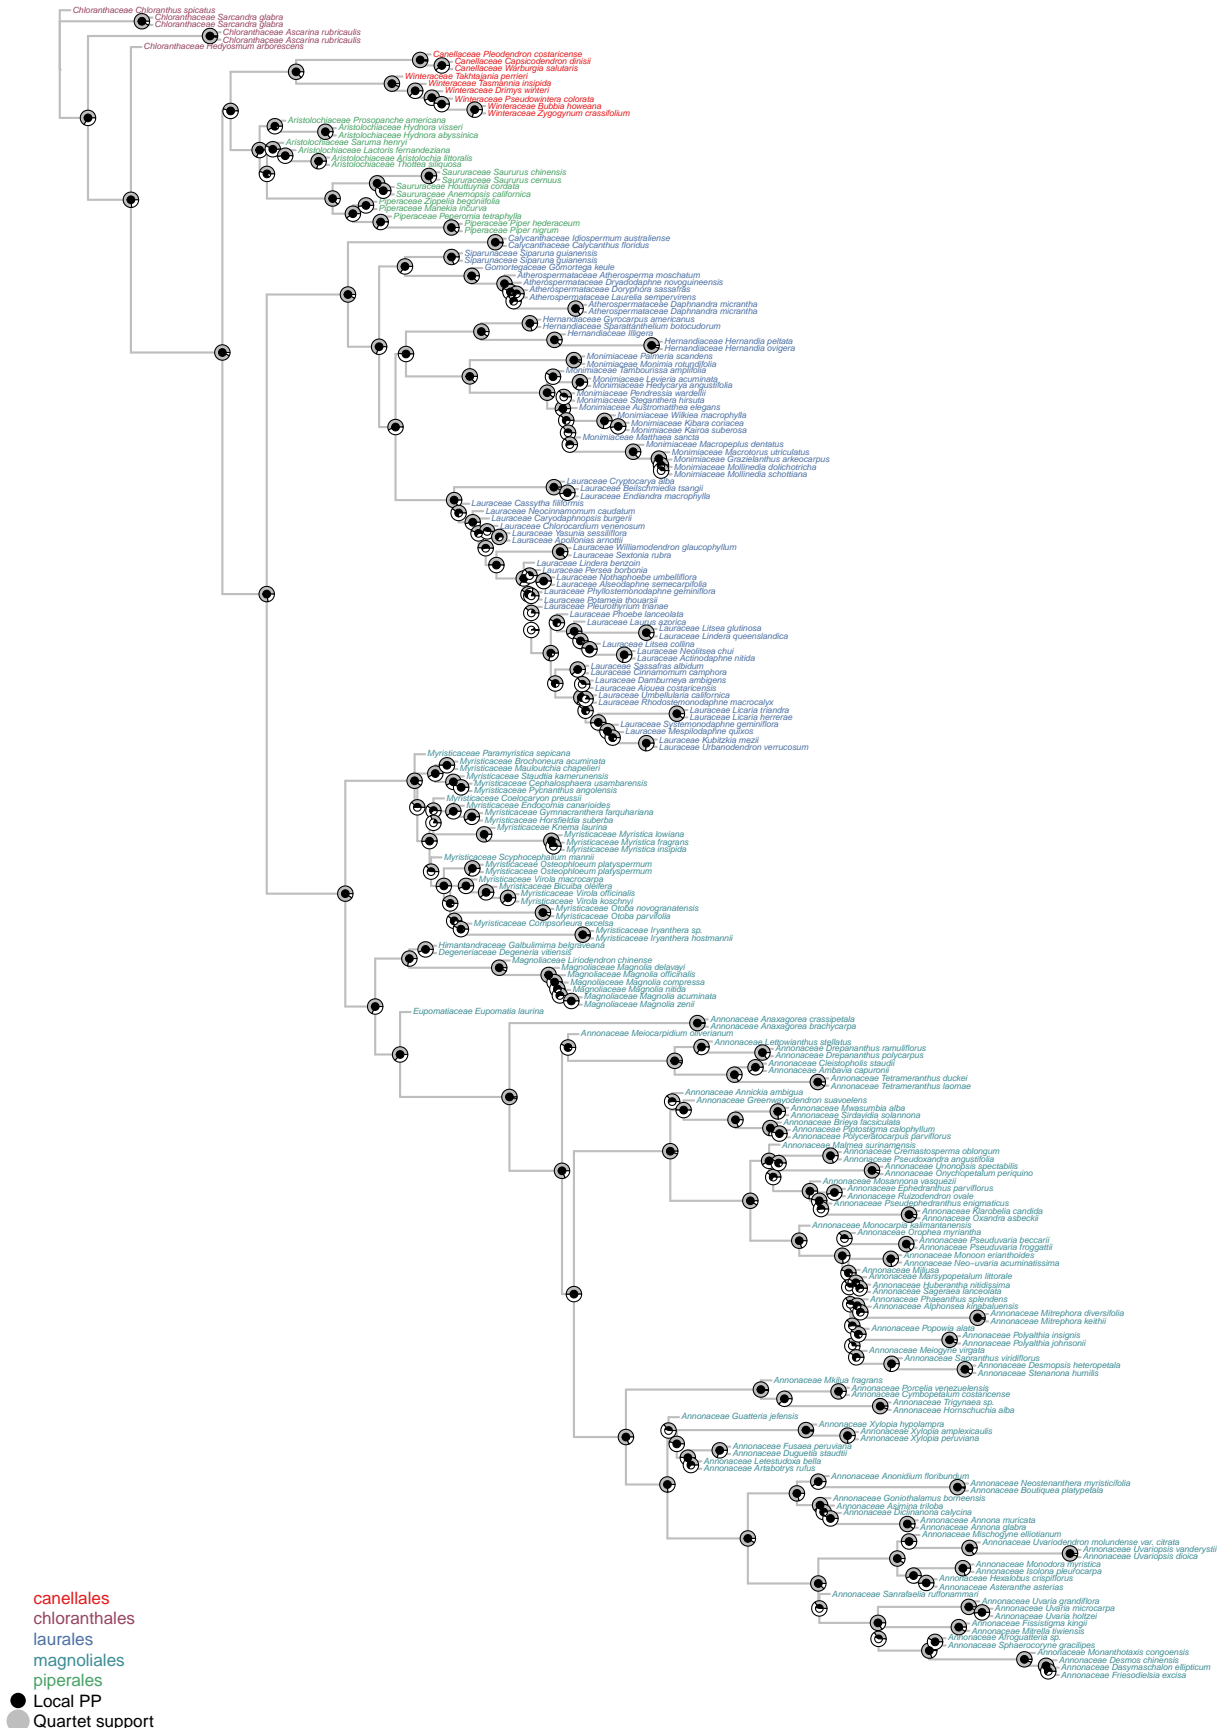 Chloranthaceae Chloranthus spicatus
Chloranthaceae Sarcandra glabra
Chloranthaceae Sarcandra glabra
Chloranthaceae Ascarina rubricaulis
Chloranthaceae Ascarina rubricaulis
Chloranthaceae Hedyosmum arborescens
Canellaceae Pleodendron costaricense
Canellaceae Capsicodendron dinisii
Canellaceae Warburgia salutaris
Winteraceae Takhtajania perrieri
Winteraceae Tasmannia insipida
Winteraceae Drimys winteri
Winteraceae Pseudowintera colorata
Winteraceae Bubbia howeana
Winteraceae Zygogynum crassifolium
Aristolochiaceae Prosopanche americana
Aristolochiaceae Hydnora visseri
Aristolochiaceae Hydnora abyssinica
Aristolochiaceae Saruma henryi
Aristolochiaceae Lactoris fernandeziana
Aristolochiaceae Aristolochia littoralis
Aristolochiaceae Thottea siliquosa
Saururaceae Saururus chinensis
Saururaceae Saururus cernuus
Saururaceae Houttuynia cordata
Saururaceae Anemopsis californica
Piperaceae Zippelia begoniifolia
Piperaceae Manekia incurva
Piperaceae Peperomia tetraphylla
Piperaceae Piper hederaceum
Piperaceae Piper nigrum
Calycanthaceae Idiospermum australiense
Calycanthaceae Calycanthus floridus
Siparunaceae Siparuna guianensis
Siparunaceae Siparuna guianensis
Gomortegaceae Gomortega keule
Atherospermataceae Atherosperma moschatum
Atherospermataceae Dryadodaphne novoguineensis
Atherospermataceae Doryphora sassafras
Atherospermataceae Laurelia sempervirens
Atherospermataceae Daphnandra micrantha
Atherospermataceae Daphnandra micrantha
Hernandiaceae Gyrocarpus americanus
Hernandiaceae Sparattanthelium botocudorum
Hernandiaceae Illigera
Hernandiaceae Hernandia peltata
Hernandiaceae Hernandia ovigera
Monimiaceae Palmeria scandens
Monimiaceae Monimia rotundifolia
Monimiaceae Tambourissa amplifolia
Monimiaceae Levieria acuminata
Monimiaceae Hedycarya angustifolia
Monimiaceae Pendressia wardellii
Monimiaceae Steganthera hirsuta
Monimiaceae Austromatthea elegans
Monimiaceae Wilkiea macrophylla
Monimiaceae Kibara coriacea
Monimiaceae Kairoa suberosa
Monimiaceae Matthaea sancta
Monimiaceae Macropeplus dentatus
Monimiaceae Macrotorus utriculatus
Monimiaceae Grazielanthus arkeocarpus
Monimiaceae Mollinedia dolichotricha
Monimiaceae Mollinedia schottiana
Lauraceae Cryptocarya alba
Lauraceae Beilschmiedia tsangii
Lauraceae Endiandra macrophylla
Lauraceae Cassytha filiformis
Lauraceae Neocinnamomum caudatum
Lauraceae Caryodaphnopsis burgerii
Lauraceae Chlorocardium venenosum
Lauraceae Yasunia sessiliflora
Lauraceae Apollonias arnottii
Lauraceae Williamodendron glaucophyllum
Lauraceae Sextonia rubra
Lauraceae Lindera benzoin
Lauraceae Persea borbonia
Lauraceae Nothaphoebe umbelliflora
Lauraceae Alseodaphne semecarpifolia
Lauraceae Phyllostemonodaphne geminiflora
Lauraceae Potameia thouarsii
Lauraceae Pleurothyrium trianae
Lauraceae Phoebe lanceolata
Lauraceae Laurus azorica
Lauraceae Litsea glutinosa
Lauraceae Lindera queenslandica
Lauraceae Litsea collina
Lauraceae Neolitsea chui
Lauraceae Actinodaphne nitida
Lauraceae Sassafras albidum
Lauraceae Cinnamomum camphora
Lauraceae Damburneya ambigens
Lauraceae Aiouea costaricensis
Lauraceae Umbellularia californica
Lauraceae Rhodostemonodaphne macrocalyx
Lauraceae Licaria triandra
Lauraceae Licaria herrerae
Lauraceae Systemonodaphne geminiflora
Lauraceae Mespilodaphne quixos
Lauraceae Kubitzkia mezii
Lauraceae Urbanodendron verrucosum
Myristicaceae Paramyristica sepicana
Myristicaceae Brochoneura acuminata
Myristicaceae Mauloutchia chapelieri
Myristicaceae Staudtia kamerunensis
Myristicaceae Cephalosphaera usambarensis
Myristicaceae Pycnanthus angolensis
Myristicaceae Coelocaryon preussii
Myristicaceae Endocomia canarioides
Myristicaceae Gymnacranthera farquhariana
Myristicaceae Horsfieldia suberba
Myristicaceae Knema laurina
Myristicaceae Myristica lowiana
Myristicaceae Myristica fragrans
Myristicaceae Myristica insipida
Myristicaceae Scyphocephalium mannii
Myristicaceae Osteophloeum platyspermum
Myristicaceae Osteophloeum platyspermum
Myristicaceae Virola macrocarpa
Myristicaceae Bicuiba oleifera
Myristicaceae Virola officinalis
Myristicaceae Virola koschnyi
Myristicaceae Otoba novogranatensis
Myristicaceae Otoba parvifolia
Myristicaceae Compsoneura excelsa
Myristicaceae Iryanthera sp.
Myristicaceae Iryanthera hostmannii
Himantandraceae Galbulimima belgraveana
Degeneriaceae Degeneria vitiensis
Magnoliaceae Liriodendron chinense
Magnoliaceae Magnolia delavayi
Magnoliaceae Magnolia officinalis
Magnoliaceae Magnolia compressa
Magnoliaceae Magnolia nitida
Magnoliaceae Magnolia acuminata
Magnoliaceae Magnolia zenii
Eupomatiaceae Eupomatia laurina
Annonaceae Anaxagorea crassipetala
Annonaceae Anaxagorea brachycarpa
Annonaceae Meiocarpidium oliverianum
Annonaceae Lettowianthus stellatus
Annonaceae Drepananthus ramuliflorus
Annonaceae Drepananthus polycarpus
Annonaceae Cleistopholis staudii
Annonaceae Ambavia capuronii
Annonaceae Tetrameranthus duckei
Annonaceae Tetrameranthus laomae
Annonaceae Annickia ambigua
Annonaceae Greenwayodendron suaveolens
Annonaceae Mwasumbia alba
Annonaceae Sirdavidia solannona
Annonaceae Brieya fasciculata
Annonaceae Piptostigma calophyllum
Annonaceae Polyceratocarpus parviflorus
Annonaceae Malmea surinamensis
Annonaceae Cremastosperma oblongum
Annonaceae Pseudoxandra angustifolia
Annonaceae Unonopsis spectabilis
Annonaceae Onychopetalum periquino
Annonaceae Mosannona vasquezii
Annonaceae Ephedranthus parviflorus
Annonaceae Ruizodendron ovale
Annonaceae Pseudephedranthus enigmaticus
Annonaceae Klarobelia candida
Annonaceae Oxandra asbeckii
Annonaceae Monocarpia kalimantanensis
Annonaceae Orophea myriantha
Annonaceae Pseuduvaria beccarii
Annonaceae Pseuduvaria froggattii
Annonaceae Monoon erianthoides
Annonaceae Neo-uvaria acuminatissima
Annonaceae Miliusa
Annonaceae Marsypopetalum littorale
Annonaceae Huberantha nitidissima
Annonaceae Sageraea lanceolata
Annonaceae Phaeanthus splendens
Annonaceae Alphonsea kinabaluensis
Annonaceae Mitrephora diversifolia
Annonaceae Mitrephora keithii
Annonaceae Popowia alata
Annonaceae Polyalthia insignis
Annonaceae Polyalthia johnsonii
Annonaceae Meiogyne virgata
Annonaceae Sapranthus viridiflorus
Annonaceae Desmopsis heteropetala
Annonaceae Stenanona humilis
Annonaceae Mkilua fragrans
Annonaceae Porcelia venezuelensis
Annonaceae Cymbopetalum costaricense
Annonaceae Trigynaea sp.
Annonaceae Hornschuchia alba
Annonaceae Guatteria jefensis
Annonaceae Xylopia hypolampra
Annonaceae Xylopia amplexicaulis
Annonaceae Xylopia peruviana
Annonaceae Fusaea peruviana
Annonaceae Duguetia staudtii
Annonaceae Letestudoxa bella
Annonaceae Artabotrys rufus
Annonaceae Anonidium floribundum
Annonaceae Neostenanthera myristicifolia
Annonaceae Boutiquea platypetala
Annonaceae Goniothalamus borneensis
Annonaceae Asimina triloba
Annonaceae Diclinanona calycina
Annonaceae Annona muricata
Annonaceae Annona glabra
Annonaceae Mischogyne elliotianum
Annonaceae Uvariodendron molundense var. citrata
Annonaceae Uvariopsis vanderystii
Annonaceae Uvariopsis dioica
Annonaceae Monodora myristica
Annonaceae Isolona pleurocarpa
Annonaceae Hexalobus crispiflorus
Annonaceae Asteranthe asterias
Annonaceae Sanrafaelia ruffonammari
Annonaceae Uvaria grandiflora
Annonaceae Uvaria microcarpa
Annonaceae Uvaria holtzei
Annonaceae Fissistigma kingii
Annonaceae Mitrella tiwiensis
Annonaceae Afroguatteria sp.
Annonaceae Sphaerocoryne gracilipes
Annonaceae Monanthotaxis congoensis
Annonaceae Desmos chinensis
Annonaceae Dasymaschalon ellipticum
Annonaceae Friesodielsia excisa
canellales
chloranthales
laurales
magnoliales
piperales
Local PP
Quartet support